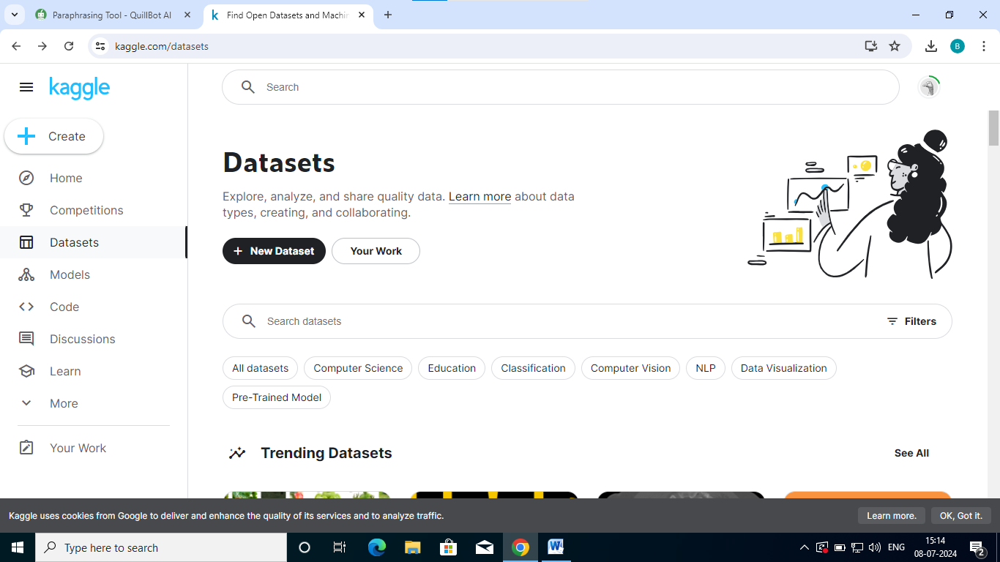 Paraphrasing Tool - QuillBot AI
Find Open Datasets and Machin
kaggle.com/datasets
B
kaggle
Search
Create
Home
Competitions
Datasets
Models
Code
Discussions
Learn
More
Your Work
Datasets
Explore, analyze, and share quality data. Learn more about data
types, creating, and collaborating.
+ New Dataset
Your Work
Search datasets
Filters
All datasets
Computer Science
Education
Classification
Computer Vision
NLP
Data Visualization
Pre-Trained Model
Trending Datasets
See All
Kaggle uses cookies from Google to deliver and enhance the quality of its services and to analyze traffic.
Learn more.
OK, Got it.
Type here to search
ENG
15:14
08-07-2024
2